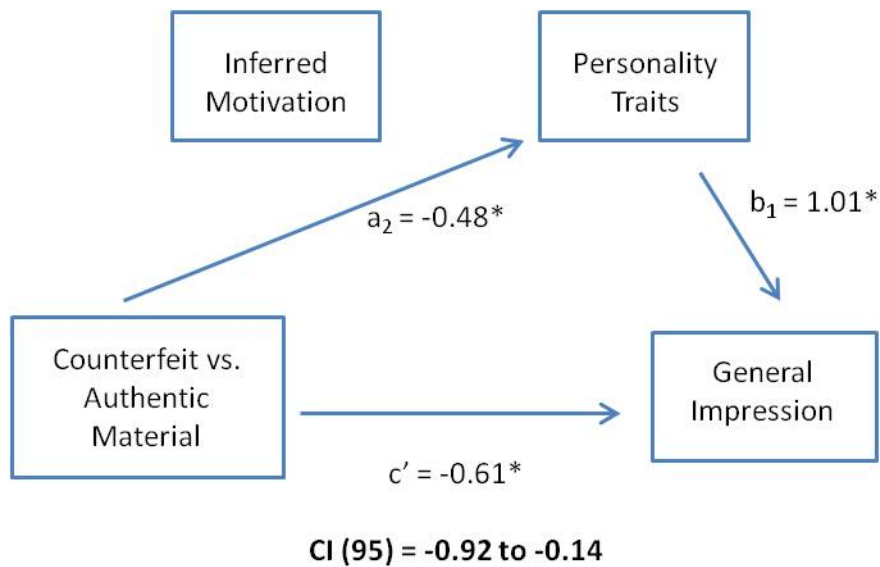 Inferred
Motivation
Personality
Traits
a₂ = -0.48*
b₁ = 1.01*
Counterfeit vs.
Authentic
Material
General
Impression
c’ = -0.61*
CI (95) = -0.92 to -0.14